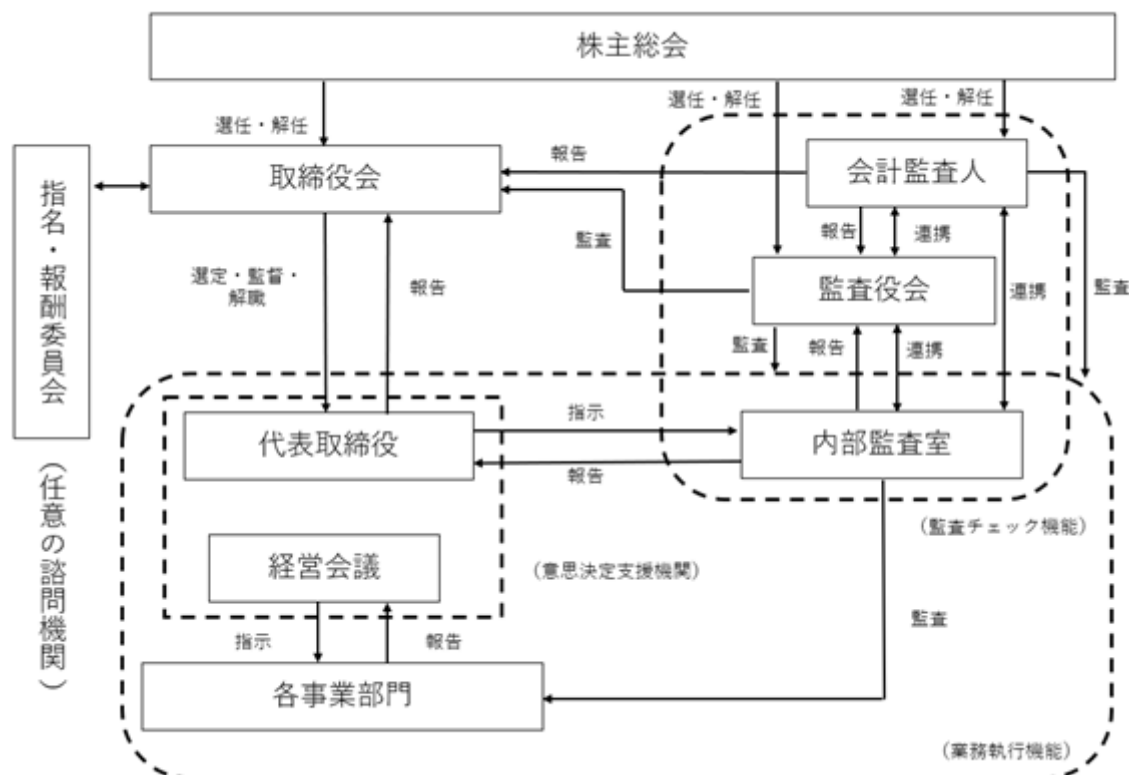 株主総会
選任・解任
選任・解任
選任・解任
指名・報酬委員会
(任意の諮問機関)
取締役会
報告
会計監査人
監査
報告
連携
選定・監督・
解職
報告
監査役会
連携
監査
監査
報告
連携
代表取締役
指示
報告
内部監査室
(監査チェック機能)
経営会議
(意思決定支援機関)
指示
報告
監査
各事業部門
(業務執行機能)